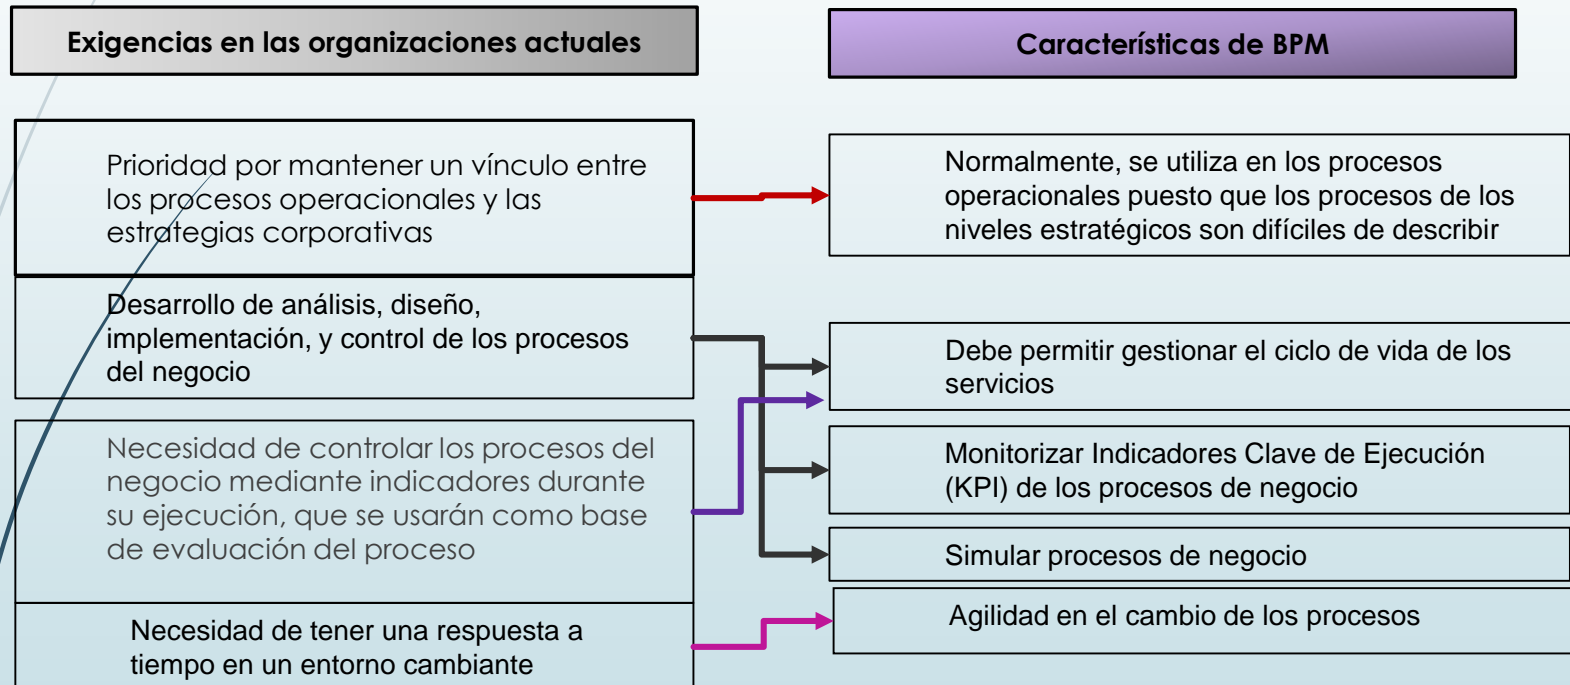 Exigencias en las organizaciones actuales
Características de BPM
Prioridad por mantener un vínculo entre
los procesos operacionales y las
estrategias corporativas
Normalmente, se utiliza en los procesos
operacionales puesto que los procesos de los
niveles estratégicos son difíciles de describir
Desarrollo de análisis, diseño,
implementación, y control de los procesos
del negocio
Debe permitir gestionar el ciclo de vida de los
servicios
Necesidad de controlar los procesos del
negocio mediante indicadores durante
su ejecución, que se usarán como base
de evaluación del proceso
Monitorizar Indicadores Clave de Ejecución
(KPI) de los procesos de negocio
Simular procesos de negocio
Necesidad de tener una respuesta a
tiempo en un entorno cambiante
Agilidad en el cambio de los procesos